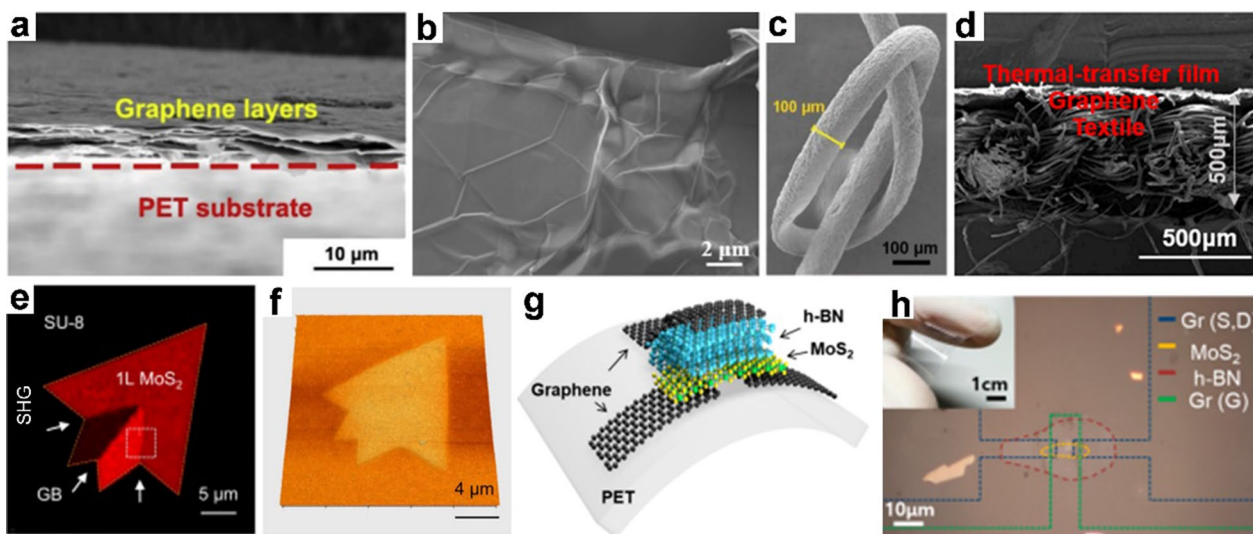 a
Graphene layers
PET substrate
10 μm
b
2 μm
c
100 μm
100 μm
d
Thermal-transfer film
Graphene
Textile
500μm
500μm
e
SU-8
1L MoS₂
SHG
GB
5 μm
f
4 μm
g
h-BN
MoS₂
Graphene
PET
h
1cm
Gr (S,D
MoS₂
h-BN
Gr (G)
10μm